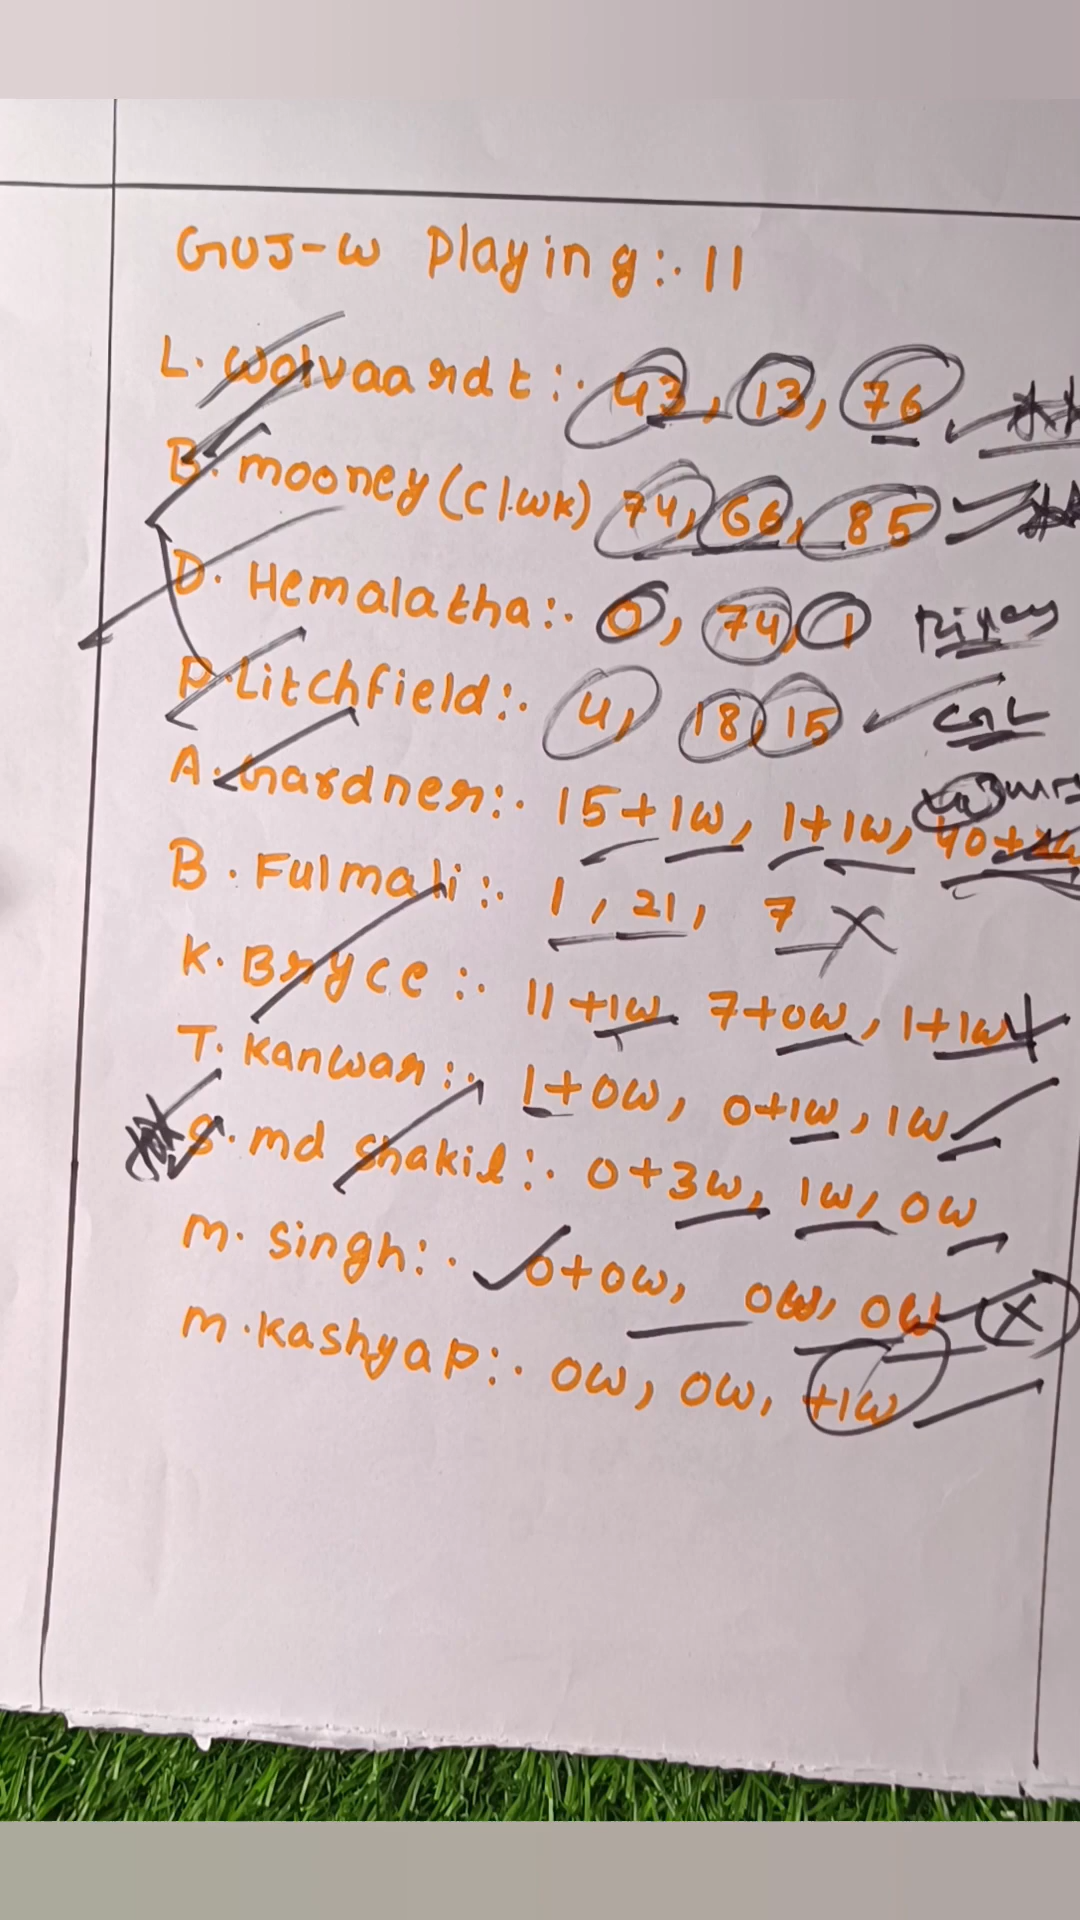 GUJ-W Playing:. 11
L. Wolvaardt:. 43, 13, 76
B. mooney (C/.WK) 74, 66, 85
D. Hemalatha:. 0, 74, 1
P. Litchfield:. 4, 18, 15 GL
A. Gardner:. 15+1W, 1+1W, 40+
B. Fulmali:. 1, 21, 7 X
K. Bryce:. 11+1W 7+0W, 1+1W
T. Kanwar:. 1+0W, 0+1W, 1W
S. md Shakil:. 0+3W, 1W, 0W
m. Singh:. 0+0W, 0W, 0W X
m. Kashyap:. 0W, 0W, +1W